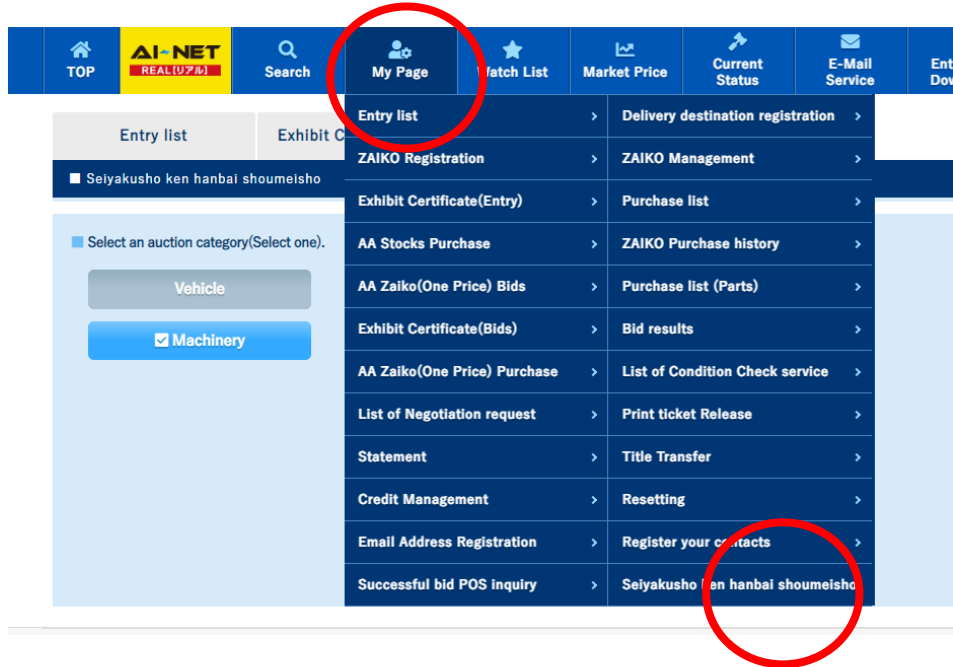 TOP
AI-NET
REAL[リアル]
Search
My Page
Watch List
Market Price
Current
Status
E-Mail
Service
Entry list
Exhibit C
Seiyakusho ken hanbai shoumeisho
Select an auction category(Select one).
Vehicle
Machinery
Entry list
Delivery destination registration
ZAIKO Registration
ZAIKO Management
Exhibit Certificate(Entry)
Purchase list
AA Stocks Purchase
ZAIKO Purchase history
AA Zaiko(One Price) Bids
Purchase list (Parts)
Exhibit Certificate(Bids)
Bid results
AA Zaiko(One Price) Purchase
List of Condition Check service
List of Negotiation request
Print ticket Release
Statement
Title Transfer
Credit Management
Resetting
Email Address Registration
Register your contacts
Successful bid POS inquiry
Seiyakusho ken hanbai shoumeisho